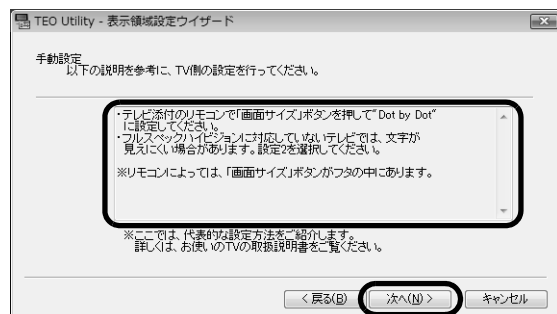 TEO Utility - 表示領域設定ウイザード
手動設定
以下の説明を参考に、TV側の設定を行ってください。
・テレビ添付のリモコンで「画面サイズ」ボタンを押して"Dot by Dot"
に設定してください。
・フルスペックハイビジョンに対応していないテレビでは、文字が
見えにくい場合があります。設定2を選択してください。
※リモコンによっては、「画面サイズ」ボタンがフタの中にあります。
※ここでは、代表的な設定方法をご紹介します。
詳しくは、お使いのTVの取扱説明書をご覧ください。
< 戻る(B)
次へ(N) >
キャンセル